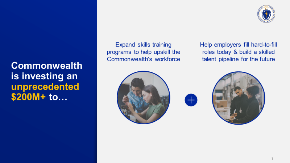 Commonwealth
is investing an
unprecedented
$200M+ to…
Expand skills training
programs to help upskill the
Commonwealth's workforce
Help employers fill hard-to-fill
roles today & build a skilled
talent pipeline for the future